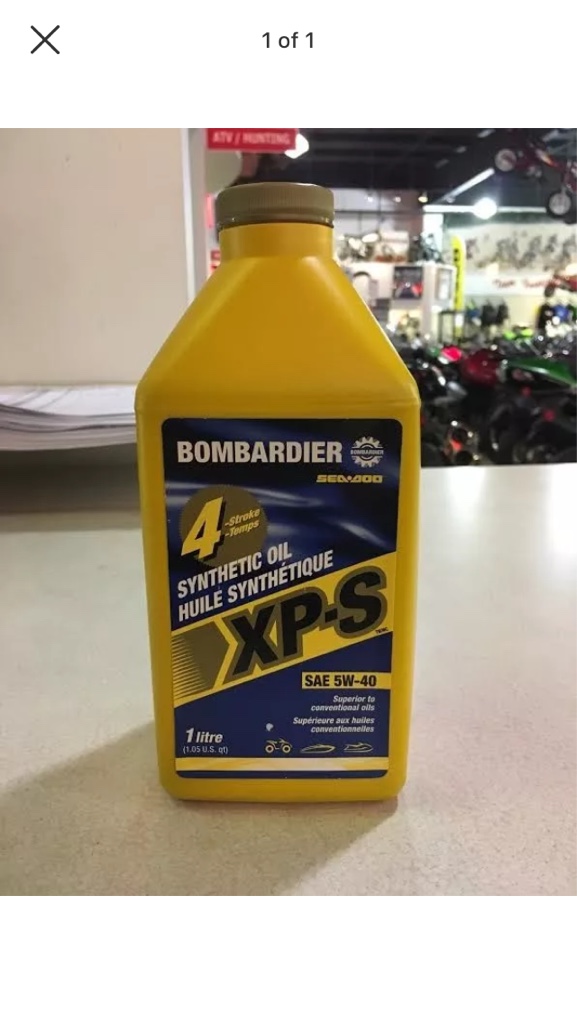 1 of 1
ATV / HUNTING
BOMBARDIER
BOMBARDIER
SEA-DOO
4-Stroke
-Temps
SYNTHETIC OIL
HUILE SYNTHÉTIQUE
XP-S
SAE 5W-40
Superior to
conventional oils
Supérieure aux huiles
conventionnelles
1 litre
(1.05 U.S. qt)